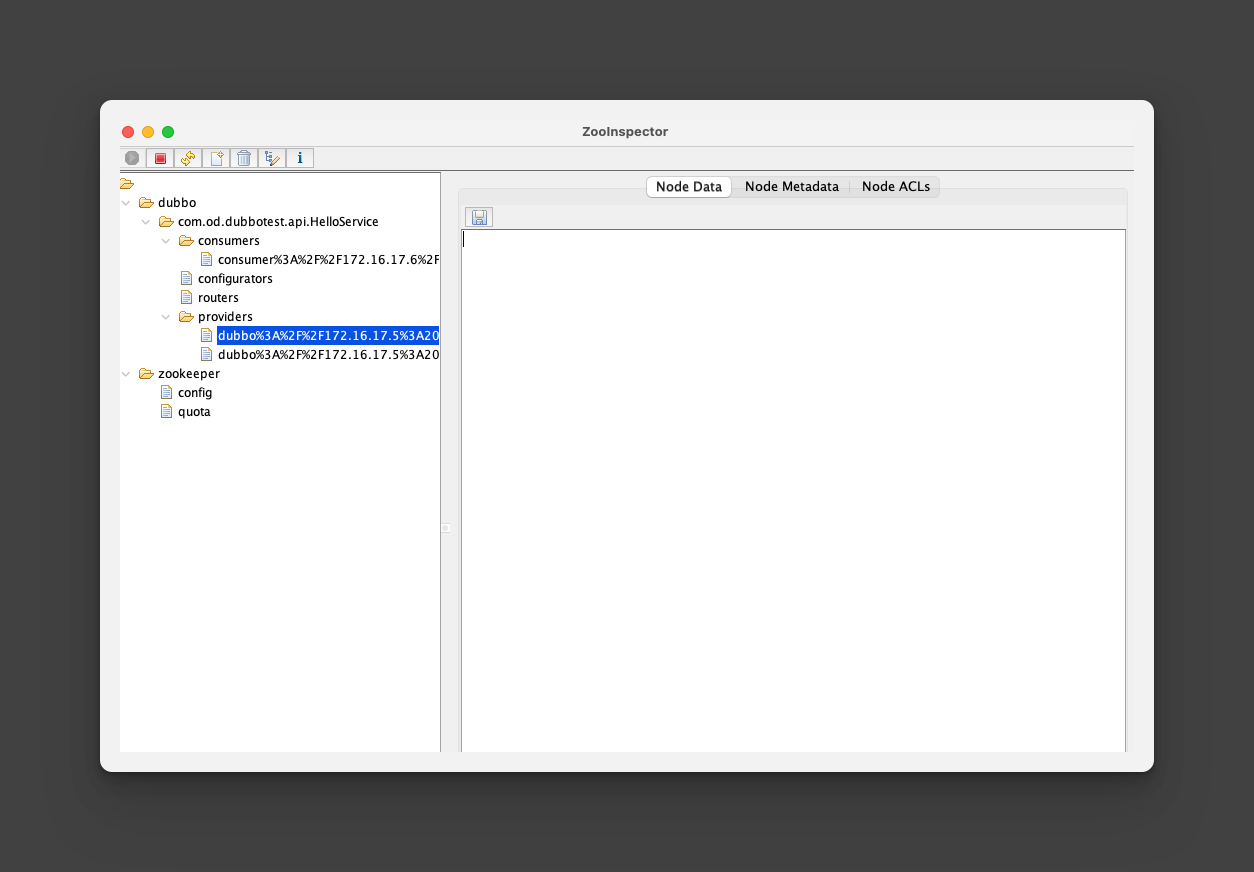 ZooInspector
dubbo
com.od.dubbotest.api.HelloService
consumers
consumer%3A%2F%2F172.16.17.6%2F
configurators
routers
providers
dubbo%3A%2F%2F172.16.17.5%3A20
dubbo%3A%2F%2F172.16.17.5%3A20
zookeeper
config
quota
Node Data
Node Metadata
Node ACLs